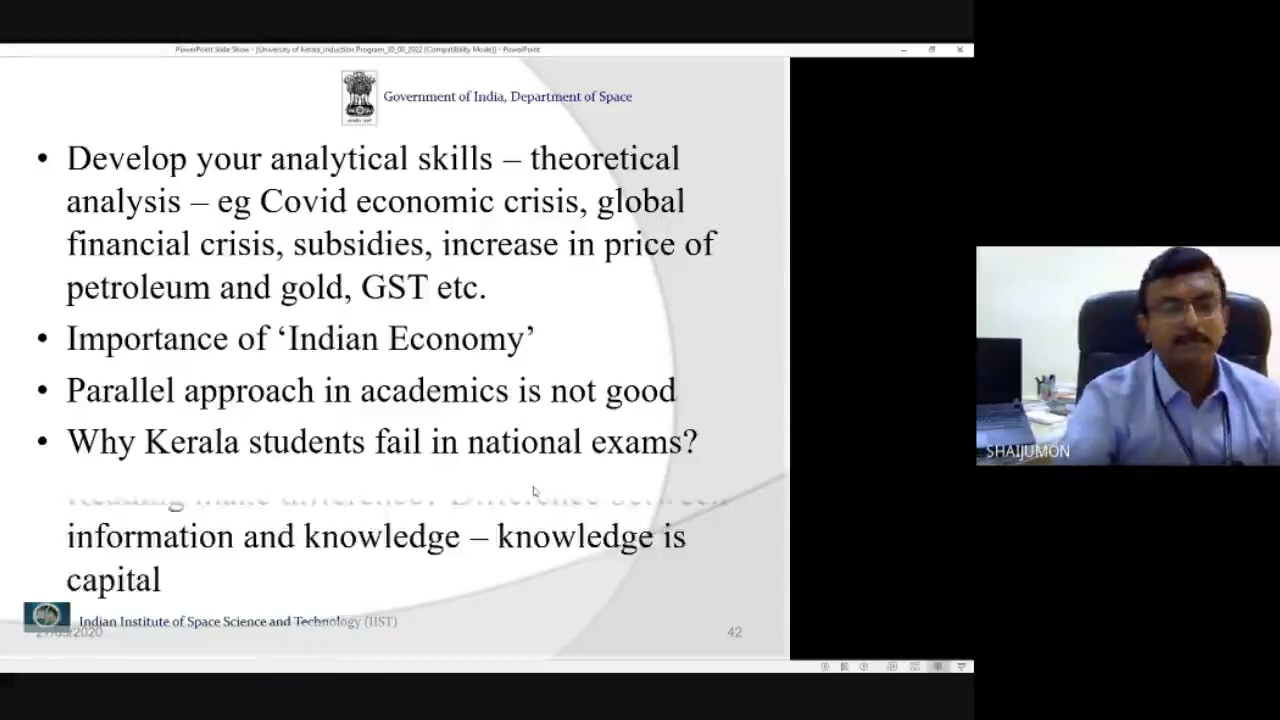 PowerPoint Slide Show - [University of Kerala_Induction Program_30_08_2022 [Compatibility Mode]] - PowerPoint
Government of India, Department of Space
• Develop your analytical skills – theoretical
analysis – eg Covid economic crisis, global
financial crisis, subsidies, increase in price of
petroleum and gold, GST etc.
• Importance of ‘Indian Economy’
• Parallel approach in academics is not good
• Why Kerala students fail in national exams?
information and knowledge – knowledge is
capital
Indian Institute of Space Science and Technology (IIST)
42
SHAIJUMON